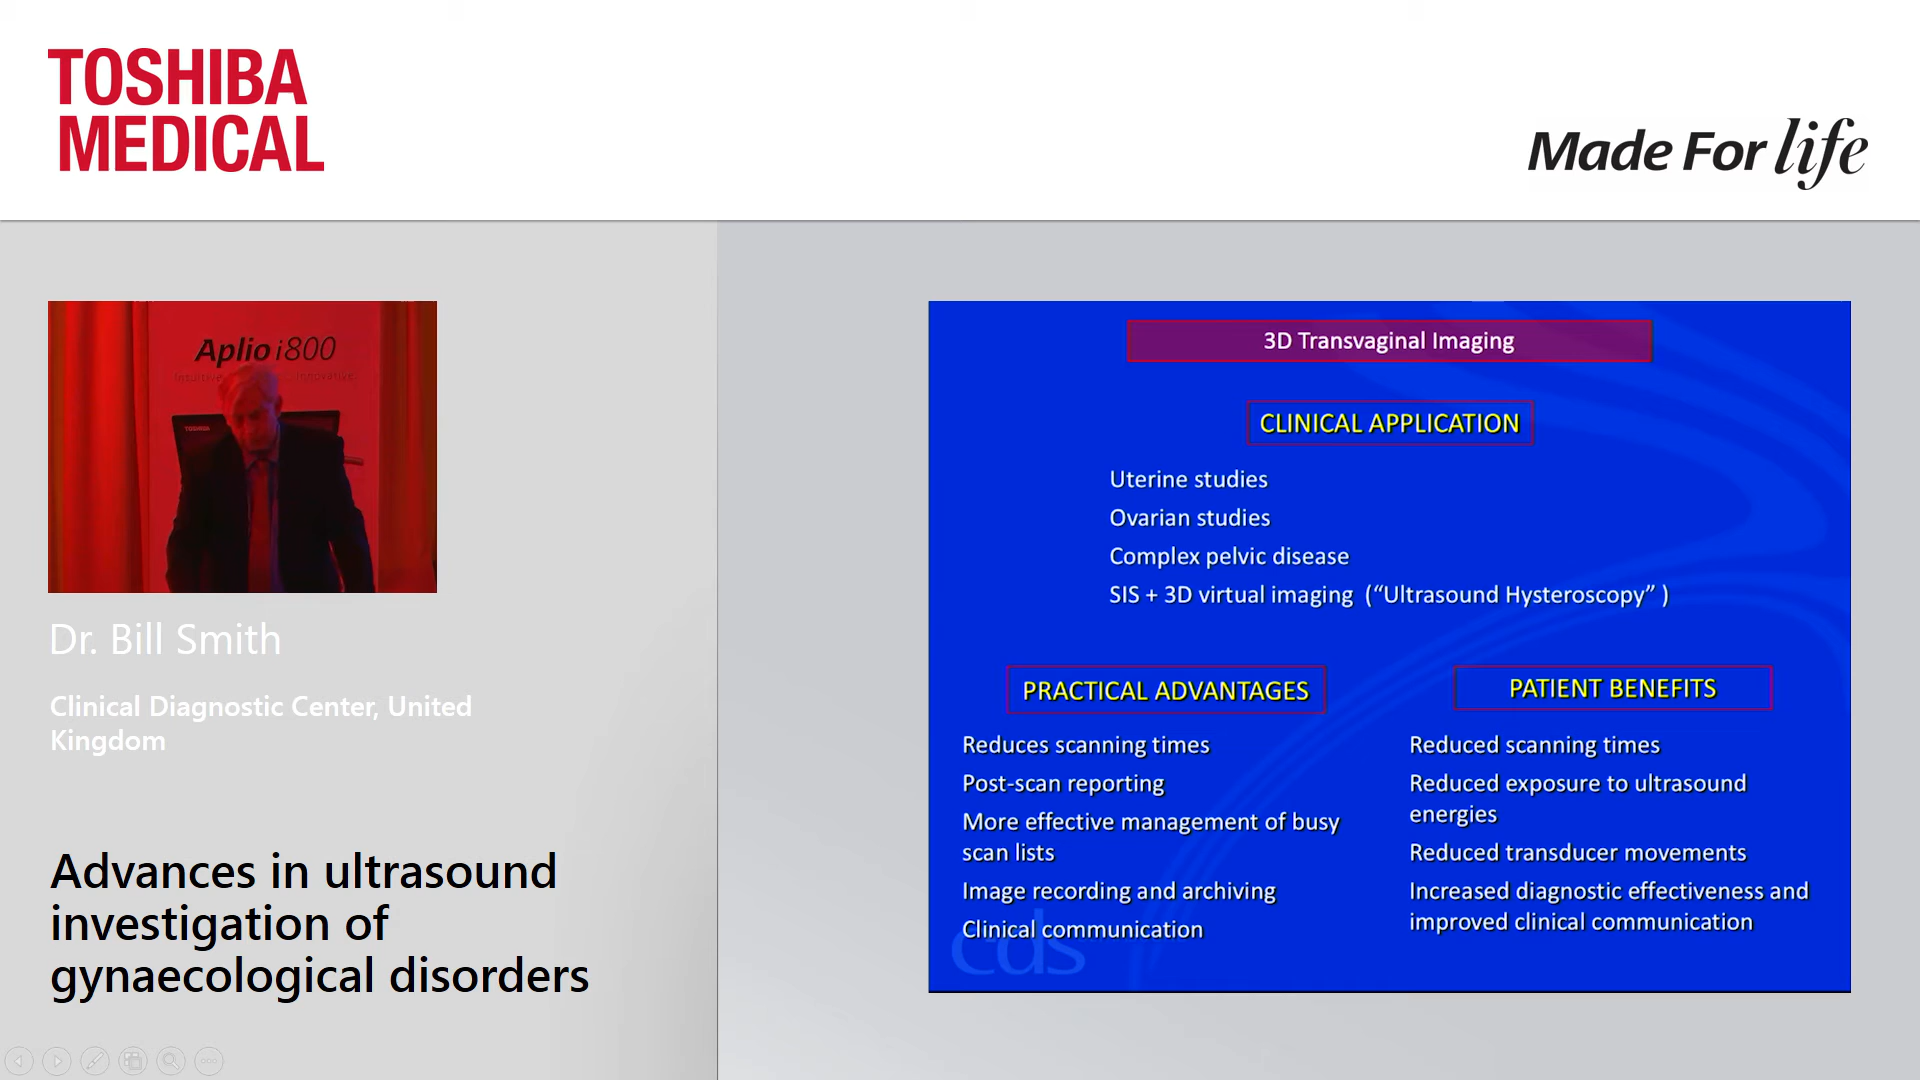 TOSHIBA
MEDICAL
Made For life
Aplio i800
TOSHIBA
Dr. Bill Smith
Clinical Diagnostic Center, United
Kingdom
Advances in ultrasound
investigation of
gynaecological disorders
3D Transvaginal Imaging
CLINICAL APPLICATION
Uterine studies
Ovarian studies
Complex pelvic disease
SIS + 3D virtual imaging (“Ultrasound Hysteroscopy” )
PRACTICAL ADVANTAGES
Reduces scanning times
Post-scan reporting
More effective management of busy
scan lists
Image recording and archiving
Clinical communication
PATIENT BENEFITS
Reduced scanning times
Reduced exposure to ultrasound
energies
Reduced transducer movements
Increased diagnostic effectiveness and
improved clinical communication
cds